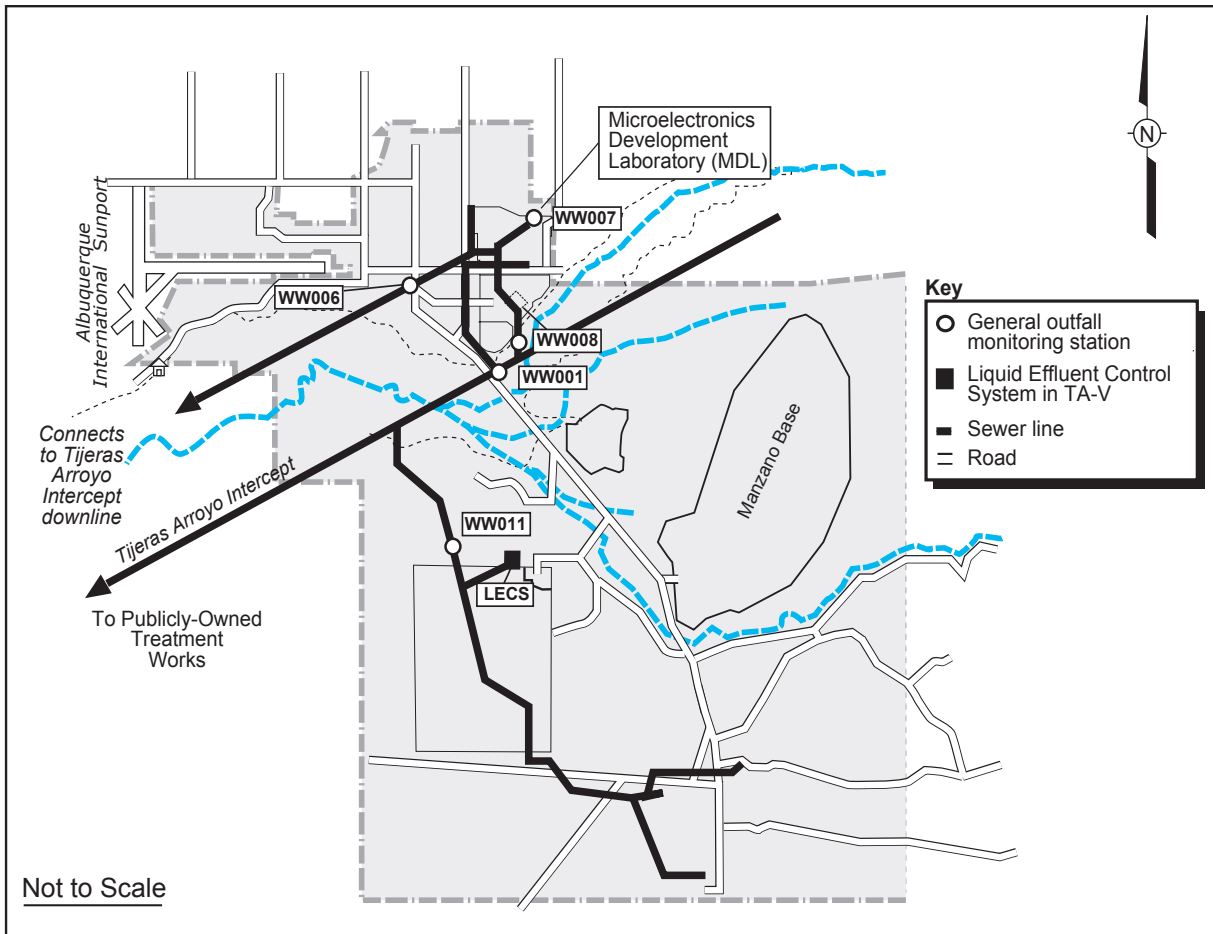 Microelectronics
Development
Laboratory (MDL)
N
WW007
Albuquerque
International Sunport
WW006
WW008
WW001
Key
General outfall
monitoring station
Liquid Effluent Control
System in TA-V
Sewer line
Road
Manzano Base
Connects
to Tijeras
Arroyo
Intercept
downline
Tijeras Arroyo Intercept
WW011
LECS
To Publicly-Owned
Treatment
Works
Not to Scale